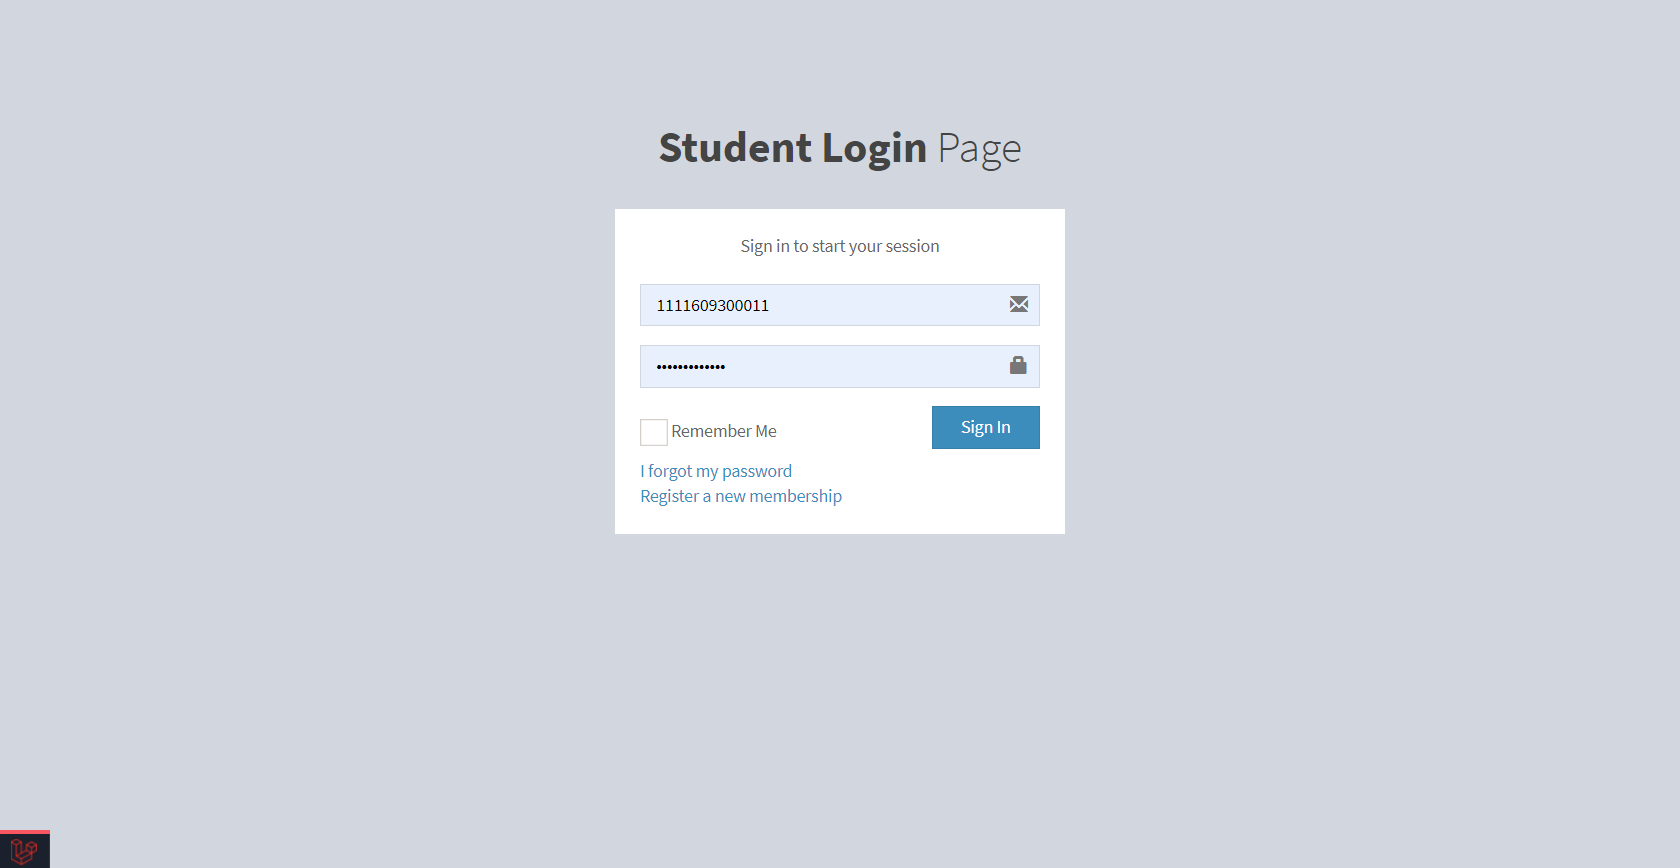 Student Login Page
Sign in to start your session
1111609300011
•••••••••••••
Remember Me
Sign In
I forgot my password
Register a new membership